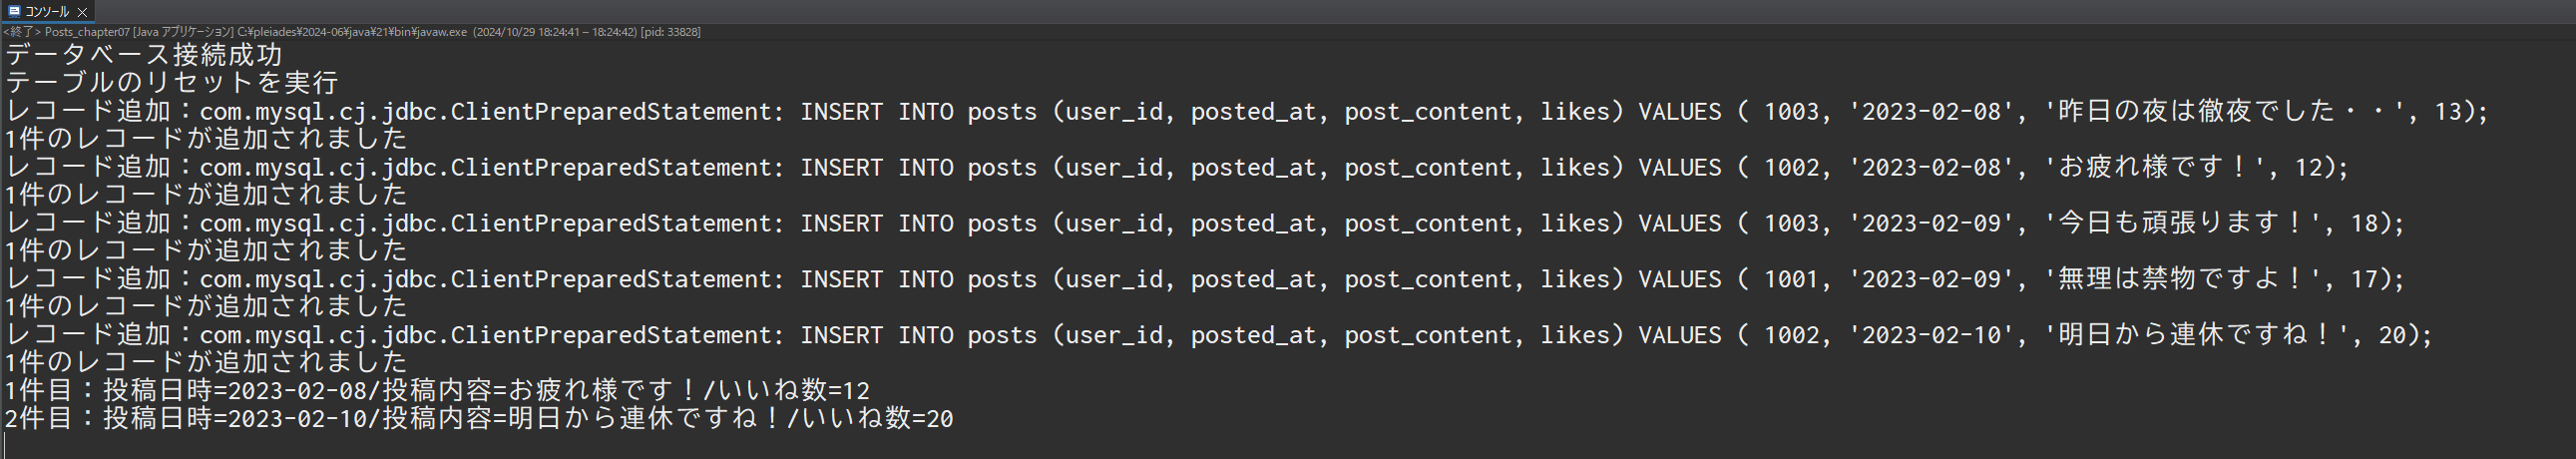 コンソール
<終了> Posts_chapter07 [Java アプリケーション] C:¥pleiades¥2024-06¥java¥21¥bin¥javaw.exe (2024/10/29 18:24:41 – 18:24:42) [pid: 33828]
データベース接続成功
テーブルのリセットを実行
レコード追加：com.mysql.cj.jdbc.ClientPreparedStatement: INSERT INTO posts (user_id, posted_at, post_content, likes) VALUES ( 1003, '2023-02-08', '昨日の夜は徹夜でした・・', 13);
1件のレコードが追加されました
レコード追加：com.mysql.cj.jdbc.ClientPreparedStatement: INSERT INTO posts (user_id, posted_at, post_content, likes) VALUES ( 1002, '2023-02-08', 'お疲れ様です！', 12);
1件のレコードが追加されました
レコード追加：com.mysql.cj.jdbc.ClientPreparedStatement: INSERT INTO posts (user_id, posted_at, post_content, likes) VALUES ( 1003, '2023-02-09', '今日も頑張ります！', 18);
1件のレコードが追加されました
レコード追加：com.mysql.cj.jdbc.ClientPreparedStatement: INSERT INTO posts (user_id, posted_at, post_content, likes) VALUES ( 1001, '2023-02-09', '無理は禁物ですよ！', 17);
1件のレコードが追加されました
レコード追加：com.mysql.cj.jdbc.ClientPreparedStatement: INSERT INTO posts (user_id, posted_at, post_content, likes) VALUES ( 1002, '2023-02-10', '明日から連休ですね！', 20);
1件のレコードが追加されました
1件目：投稿日時=2023-02-08/投稿内容=お疲れ様です！/いいね数=12
2件目：投稿日時=2023-02-10/投稿内容=明日から連休ですね！/いいね数=20